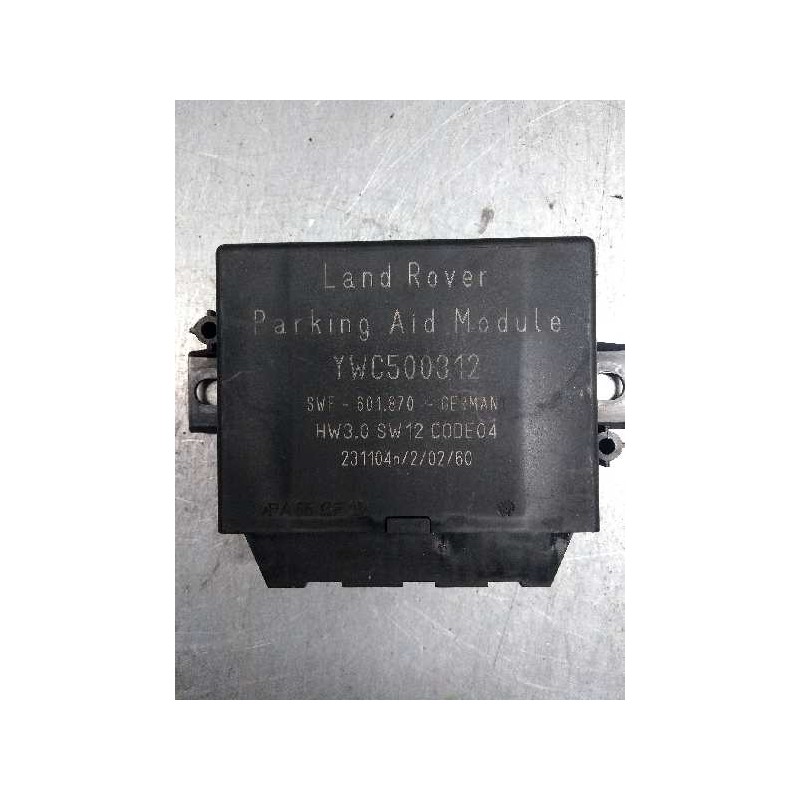 Land Rover
Parking Aid Module
YWC500312
SWF - 601.870 - GERMANY
HW3.0 SW12 CODE04
231104n/2/02/60